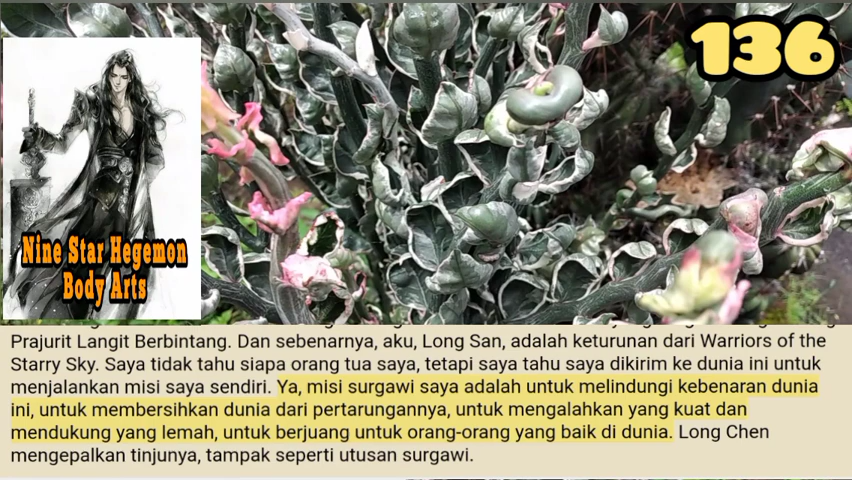 136
Nine Star Hegemon
Body Arts
Prajurit Langit Berbintang. Dan sebenarnya, aku, Long San, adalah keturunan dari Warriors of the
Starry Sky. Saya tidak tahu siapa orang tua saya, tetapi saya tahu saya dikirim ke dunia ini untuk
menjalankan misi saya sendiri. Ya, misi surgawi saya adalah untuk melindungi kebenaran dunia
ini, untuk membersihkan dunia dari pertarungannya, untuk mengalahkan yang kuat dan
mendukung yang lemah, untuk berjuang untuk orang-orang yang baik di dunia. Long Chen
mengepalkan tinjunya, tampak seperti utusan surgawi.